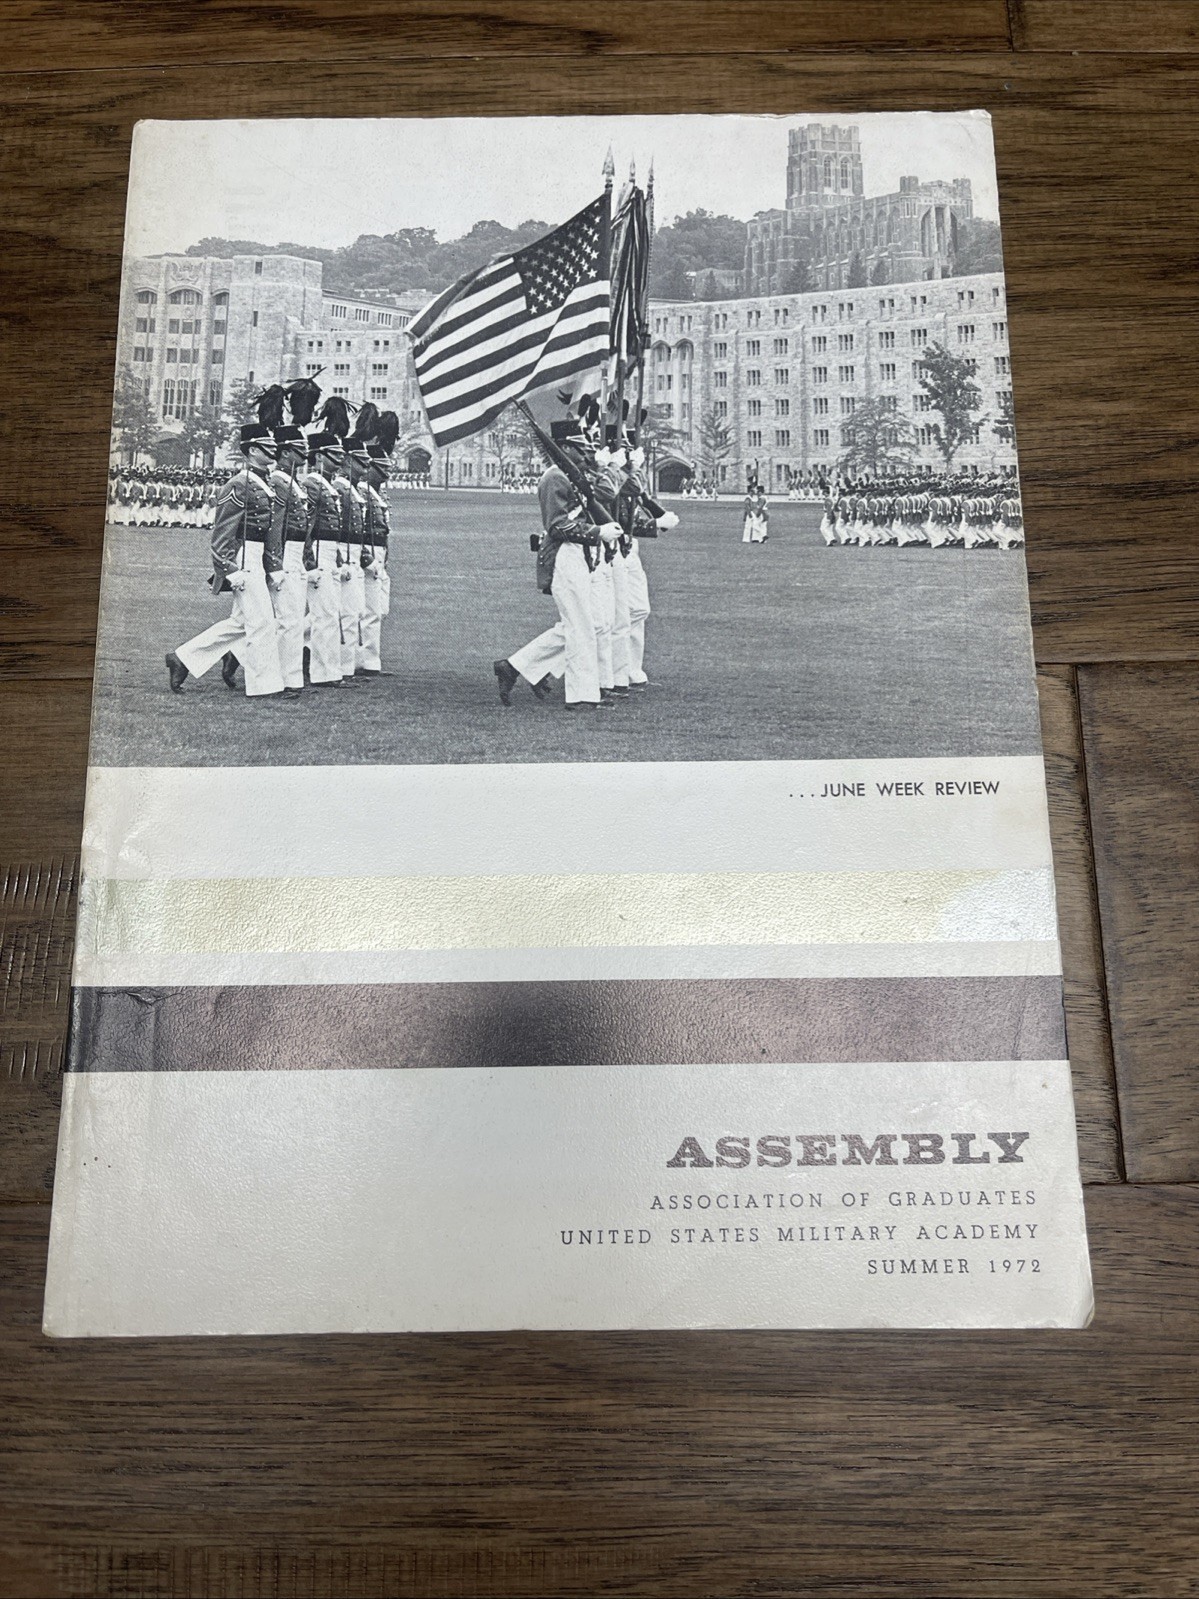 ...JUNE WEEK REVIEW
ASSEMBLY
ASSOCIATION OF GRADUATES
UNITED STATES MILITARY ACADEMY
SUMMER 1972